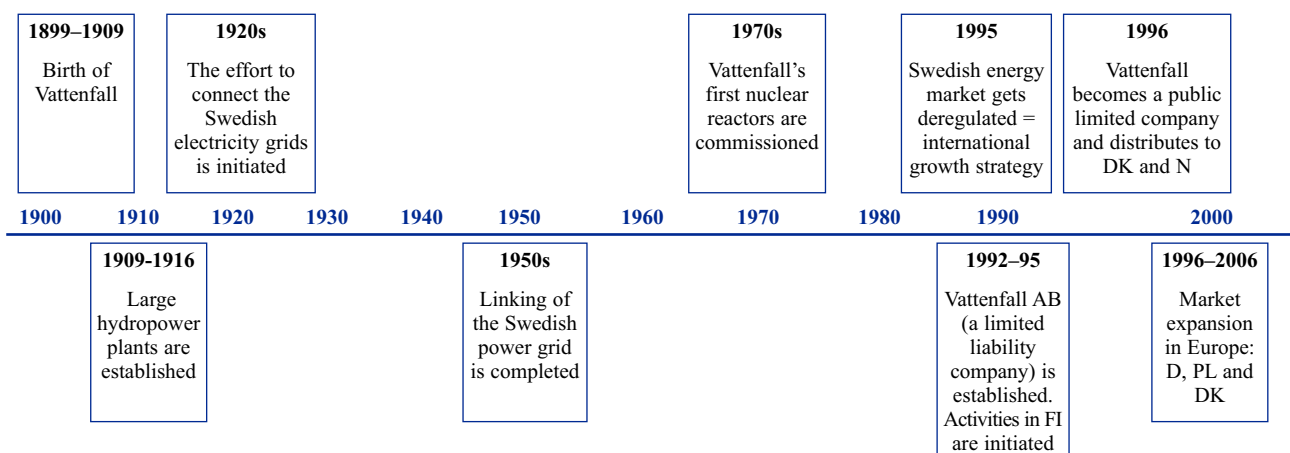 1899–1909
Birth of
Vattenfall
1920s
The effort to
connect the
Swedish
electricity grids
is initiated
1970s
Vattenfall’s
first nuclear
reactors are
commissioned
1995
Swedish energy
market gets
deregulated =
international
growth strategy
1996
Vattenfall
becomes a public
limited company
and distributes to
DK and N
1900 1910 1920 1930 1940 1950 1960 1970 1980 1990 2000
1909-1916
Large
hydropower
plants are
established
1950s
Linking of
the Swedish
power grid
is completed
1992–95
Vattenfall AB
(a limited
liability
company) is
established.
Activities in FI
are initiated
1996–2006
Market
expansion
in Europe:
D, PL and
DK